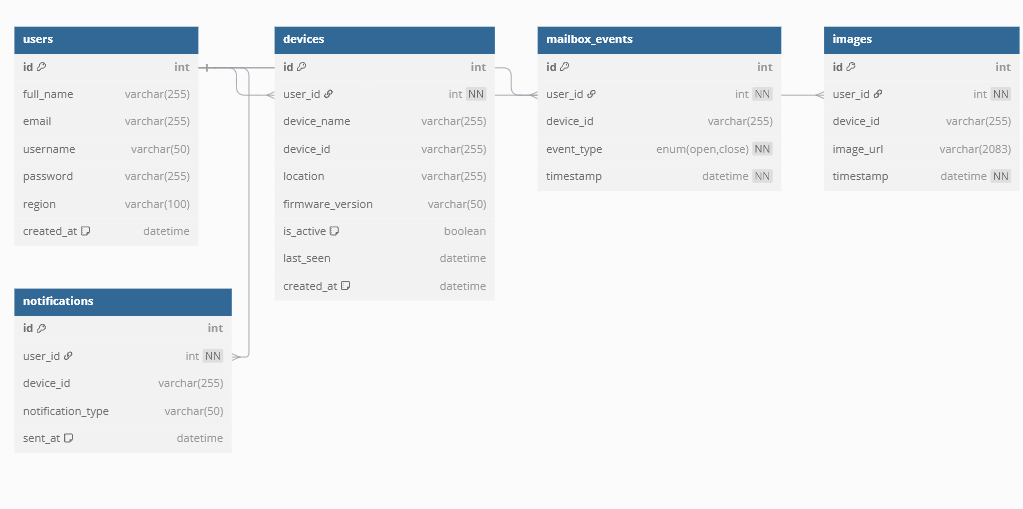 users
id int
full_name varchar(255)
email varchar(255)
username varchar(50)
password varchar(255)
region varchar(100)
created_at datetime
devices
id int
user_id int NN
device_name varchar(255)
device_id varchar(255)
location varchar(255)
firmware_version varchar(50)
is_active boolean
last_seen datetime
created_at datetime
mailbox_events
id int
user_id int NN
device_id varchar(255)
event_type enum(open,close) NN
timestamp datetime NN
images
id int
user_id int NN
device_id varchar(255)
image_url varchar(2083)
timestamp datetime NN
notifications
id int
user_id int NN
device_id varchar(255)
notification_type varchar(50)
sent_at datetime